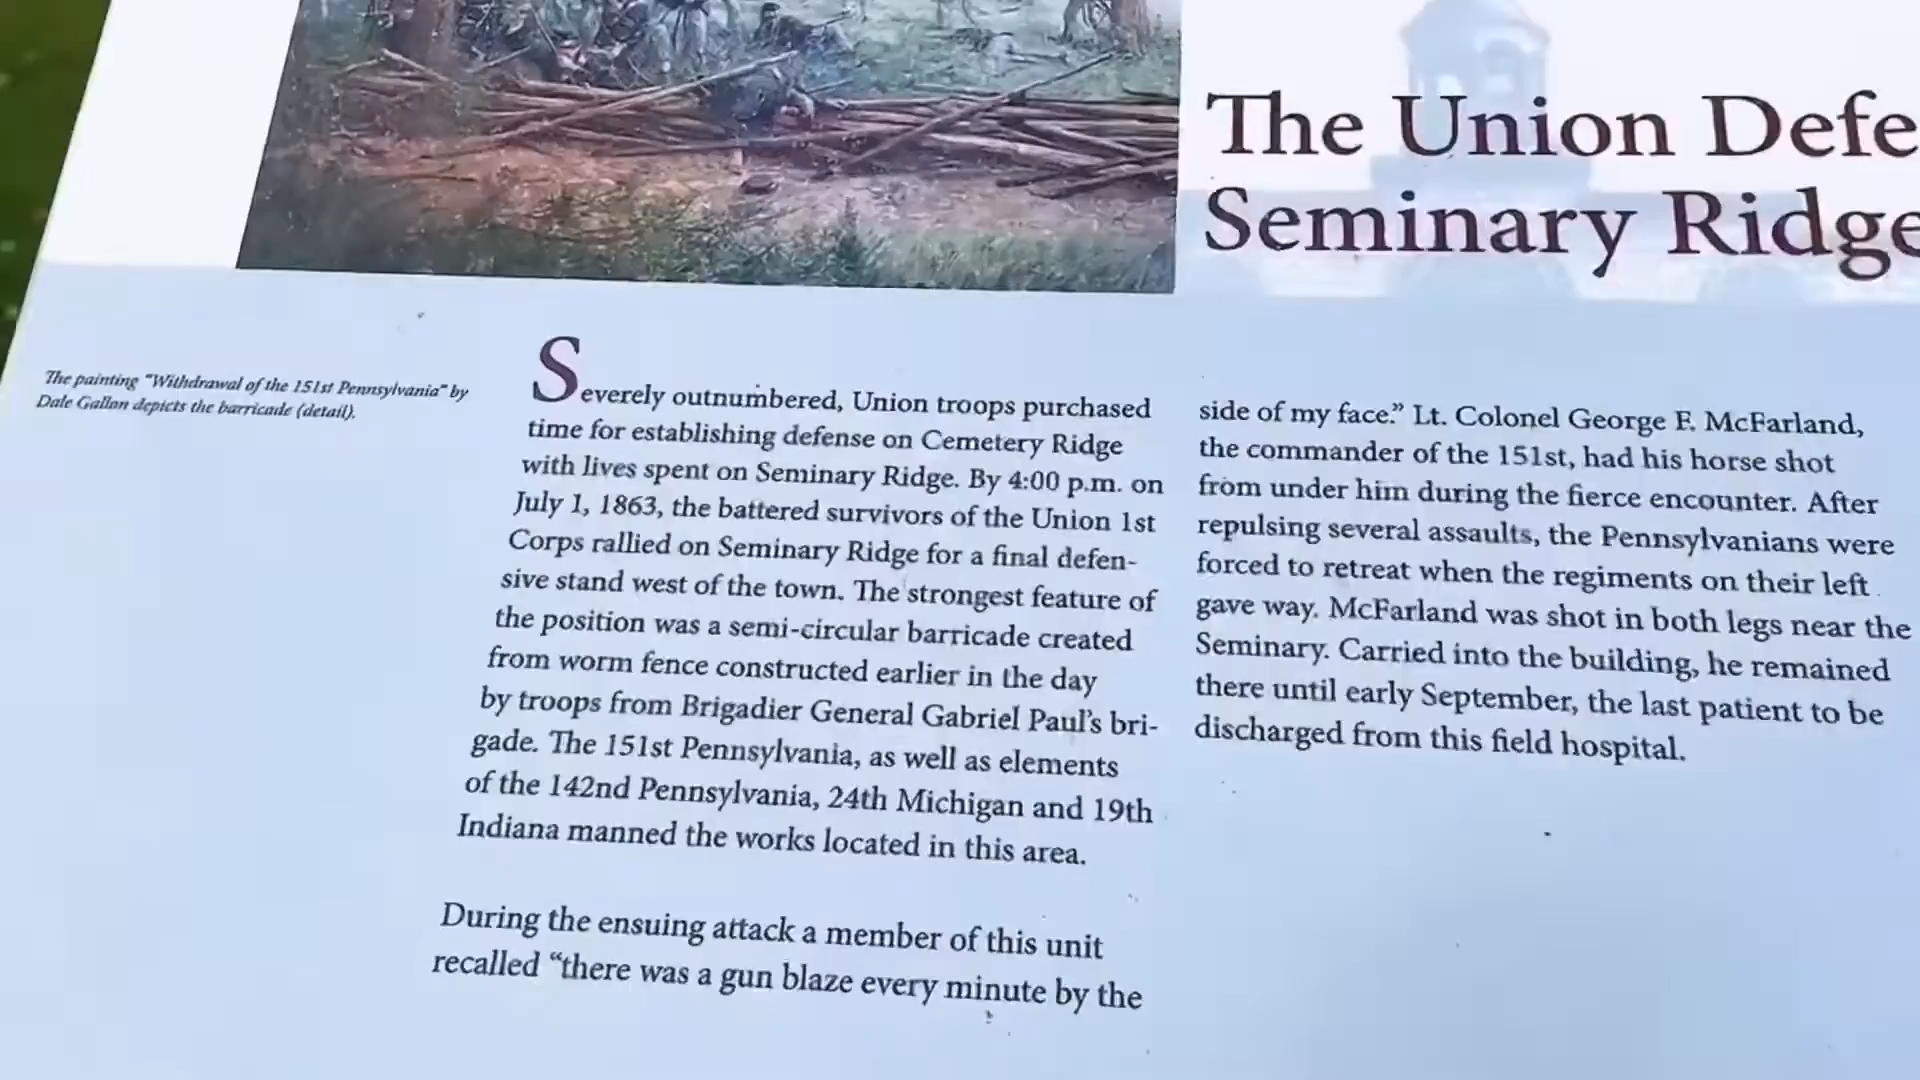 The Union Defe
Seminary Ridge
The painting "Withdrawal of the 151st Pennsylvania" by
Dale Gallon depicts the barricade (detail).
Severely outnumbered, Union troops purchased
time for establishing defense on Cemetery Ridge
with lives spent on Seminary Ridge. By 4:00 p.m. on
July 1, 1863, the battered survivors of the Union 1st
Corps rallied on Seminary Ridge for a final defen-
sive stand west of the town. The strongest feature of
the position was a semi-circular barricade created
from worm fence constructed earlier in the day
by troops from Brigadier General Gabriel Paul's bri-
gade. The 151st Pennsylvania, as well as elements
of the 142nd Pennsylvania, 24th Michigan and 19th
Indiana manned the works located in this area.
During the ensuing attack a member of this unit
recalled “there was a gun blaze every minute by the
side of my face.” Lt. Colonel George F. McFarland,
the commander of the 151st, had his horse shot
from under him during the fierce encounter. After
repulsing several assaults, the Pennsylvanians were
forced to retreat when the regiments on their left
gave way. McFarland was shot in both legs near the
Seminary. Carried into the building, he remained
there until early September, the last patient to be
discharged from this field hospital.